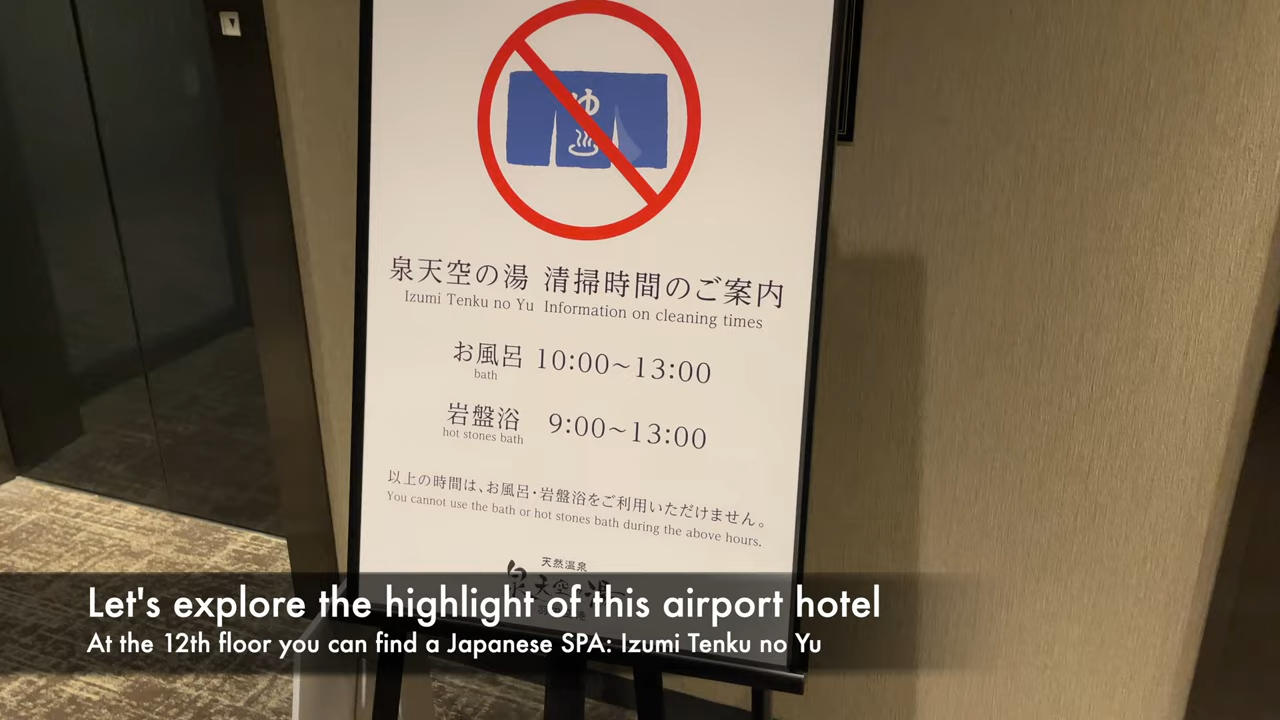 ゆ
泉天空の湯 清掃時間のご案内
Izumi Tenku no Yu Information on cleaning times
お風呂 10:00~13:00
bath
岩盤浴 9:00~13:00
hot stones bath
以上の時間は、お風呂・岩盤浴をご利用いただけません。
You cannot use the bath or hot stones bath during the above hours.
天然温泉
泉天空の湯
Let's explore the highlight of this airport hotel
At the 12th floor you can find a Japanese SPA: Izumi Tenku no Yu